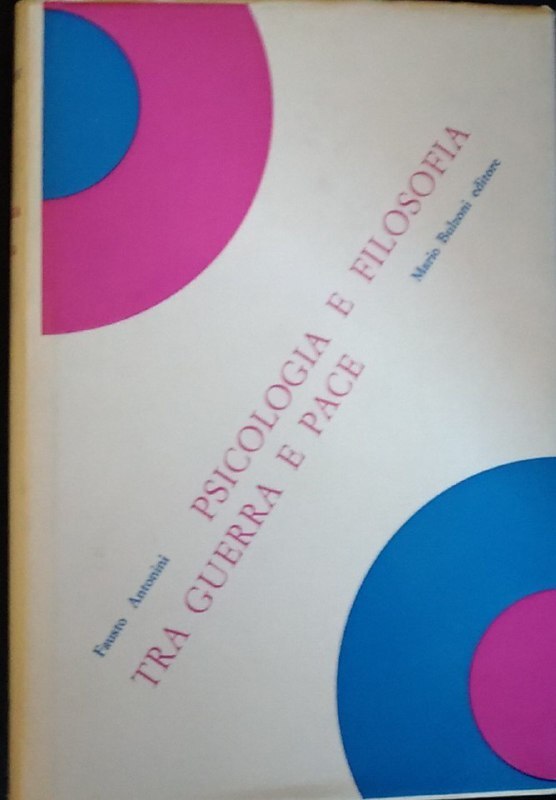 Fausto Antonini
PSICOLOGIA E FILOSOFIA
TRA GUERRA E PACE
Mario Bulzoni editore